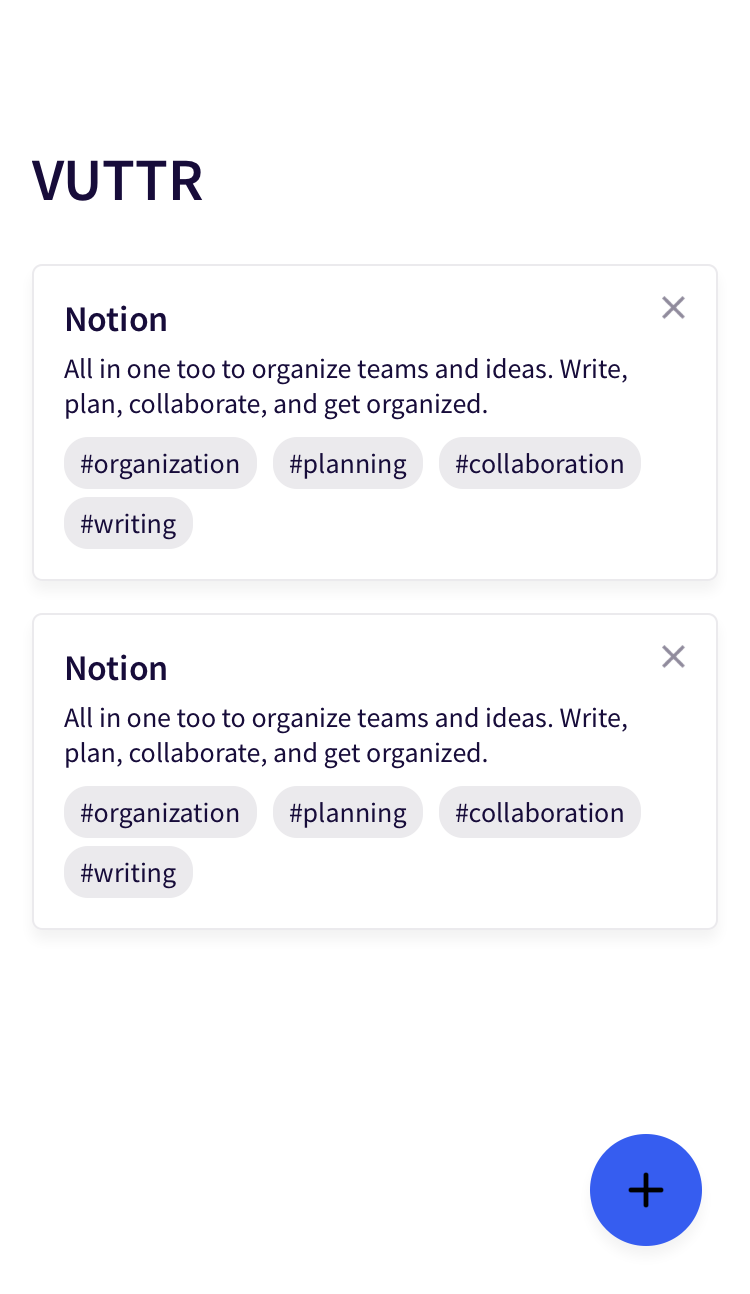 VUTTR
Notion
All in one too to organize teams and ideas. Write,
plan, collaborate, and get organized.
#organization #planning #collaboration
#writing
Notion
All in one too to organize teams and ideas. Write,
plan, collaborate, and get organized.
#organization #planning #collaboration
#writing